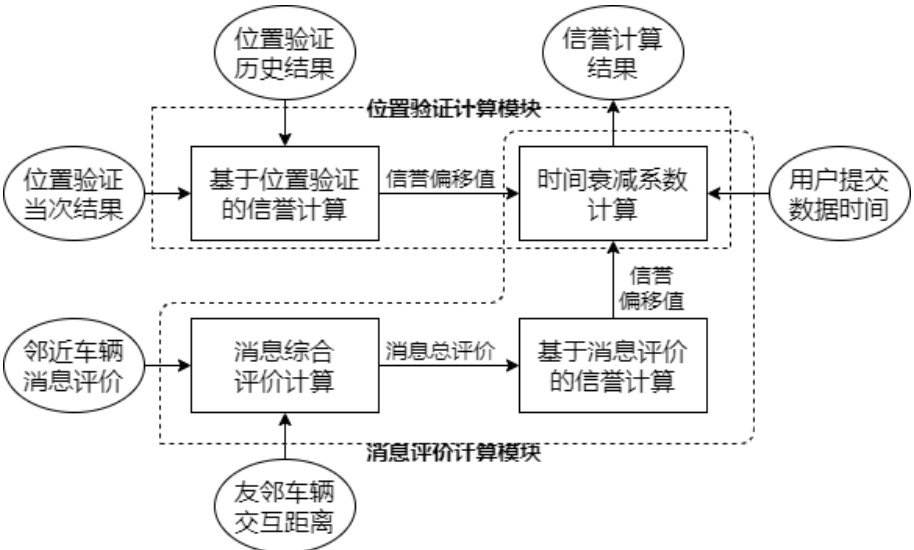 位置验证
历史结果
信誉计算
结果
位置验证计算模块
位置验证
当次结果
基于位置验证
的信誉计算
信誉偏移值
时间衰减系数
计算
用户提交
数据时间
信誉
偏移值
邻近车辆
消息评价
消息综合
评价计算
消息总评价
基于消息评价
的信誉计算
消息评价计算模块
友邻车辆
交互距离